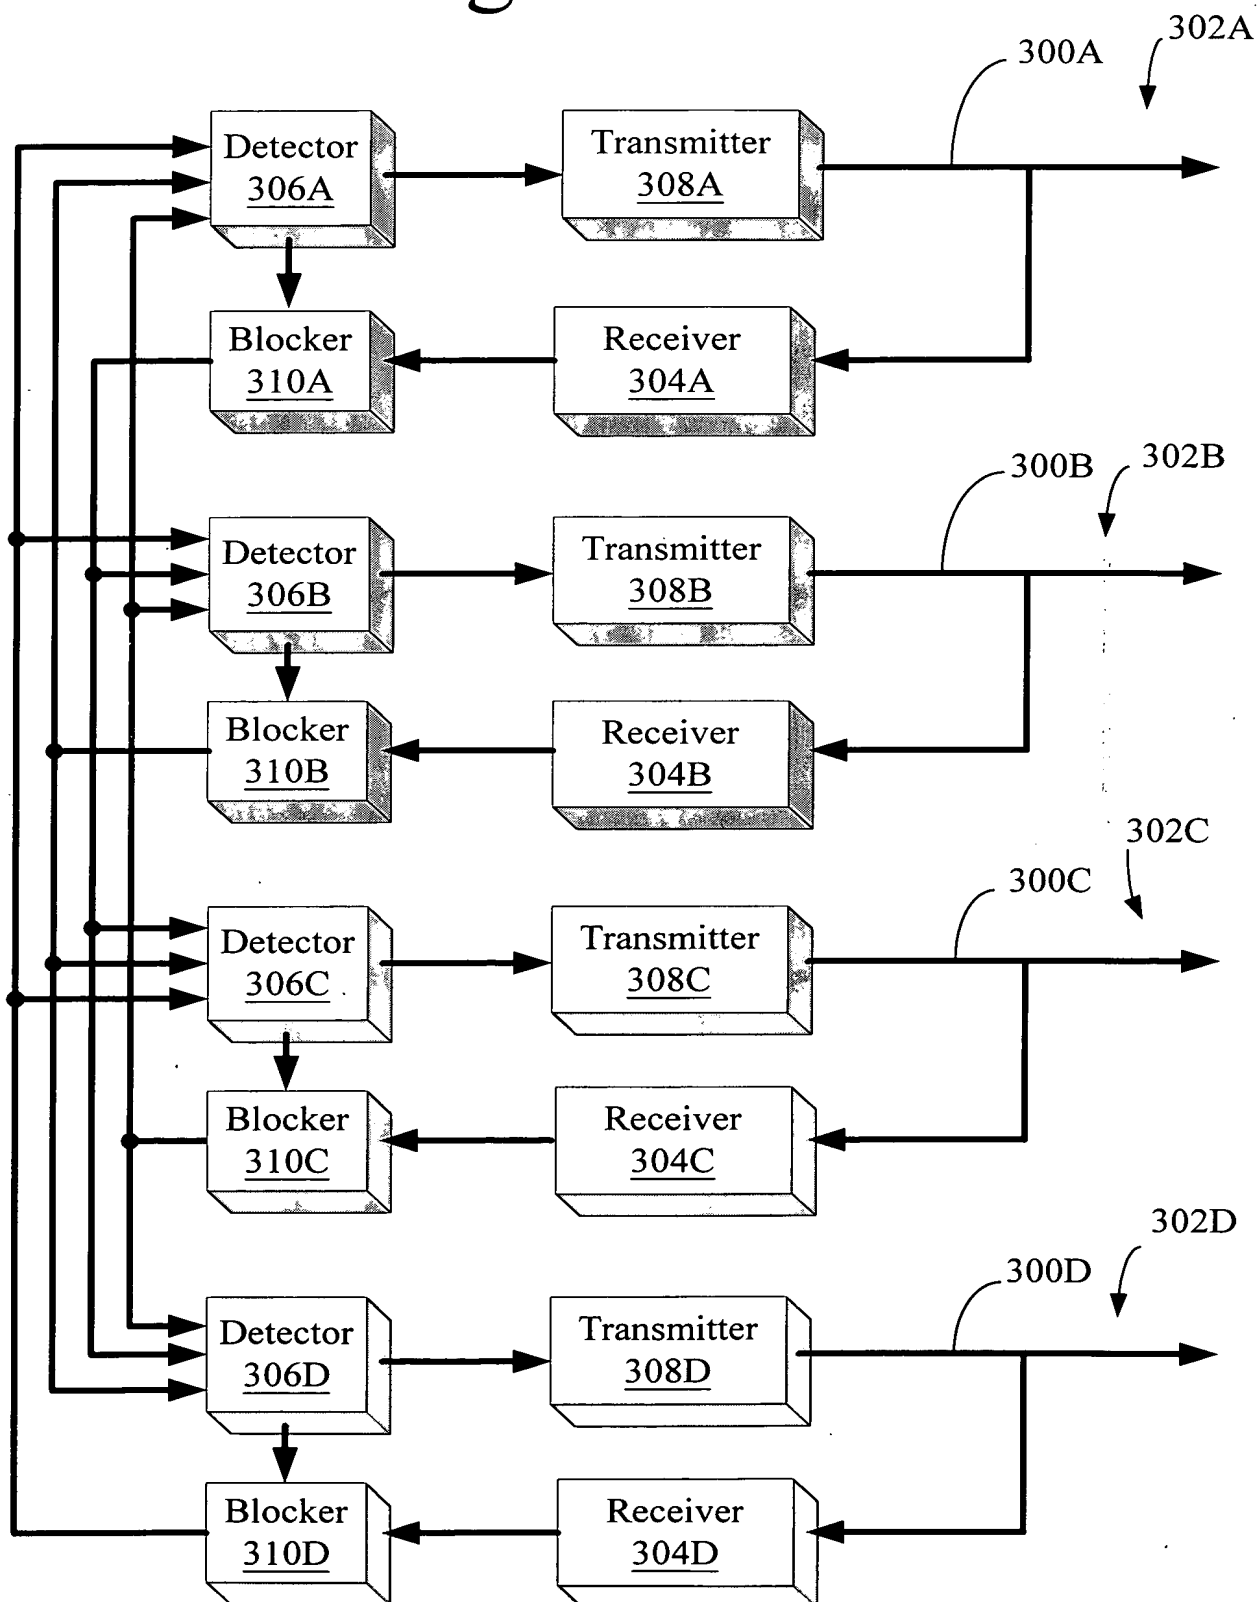 302A
300A
Detector
306A
Transmitter
308A
Blocker
310A
Receiver
304A
302B
300B
Detector
306B
Transmitter
308B
Blocker
310B
Receiver
304B
302C
300C
Detector
306C
Transmitter
308C
Blocker
310C
Receiver
304C
302D
300D
Detector
306D
Transmitter
308D
Blocker
310D
Receiver
304D